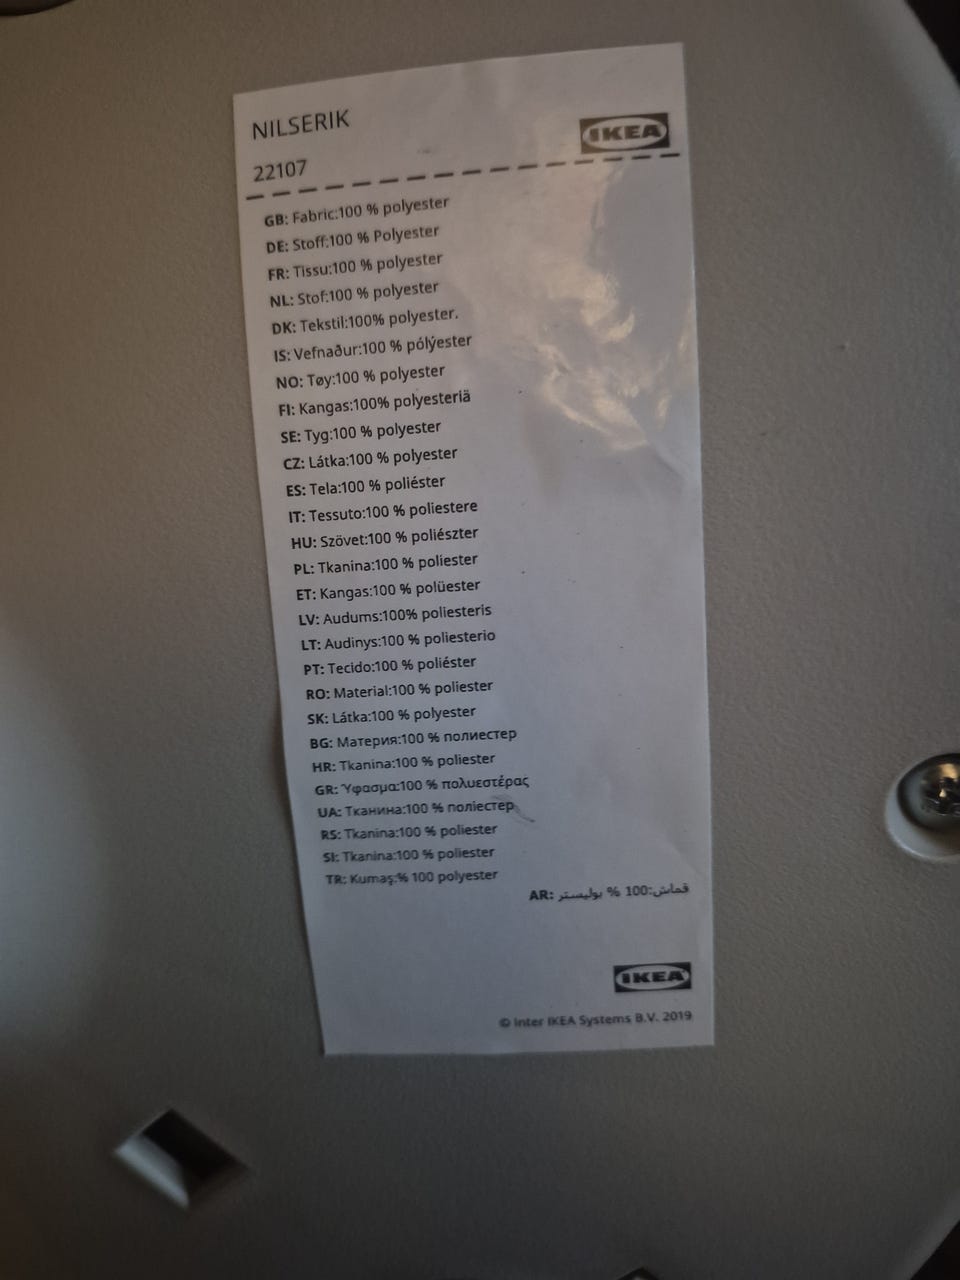 NILSERIK
IKEA
22107
GB: Fabric:100 % polyester
DE: Stoff:100 % Polyester
FR: Tissu:100 % polyester
NL: Stof:100 % polyester
DK: Tekstil:100% polyester.
IS: Vefnaður:100 % pólýester
NO: Tøy:100 % polyester
FI: Kangas:100% polyesteriä
SE: Tyg:100 % polyester
CZ: Látka:100 % polyester
ES: Tela:100 % poliéster
IT: Tessuto:100 % poliestere
HU: Szövet:100 % poliészter
PL: Tkanina:100 % poliester
ET: Kangas:100 % polüester
LV: Audums:100% poliesteris
LT: Audinys:100 % poliesterio
PT: Tecido:100 % poliéster
RO: Material:100 % poliester
SK: Látka:100 % polyester
BG: Материя:100 % полиестер
HR: Tkanina:100 % poliester
GR: Ύφασμα:100 % πολυεστέρας
UA: Тканина:100 % поліестер
RS: Tkanina:100 % poliester
SI: Tkanina:100 % poliester
TR: Kumaş:% 100 polyester
AR: قماش:100 % بوليستر
IKEA
© Inter IKEA Systems B.V. 2019